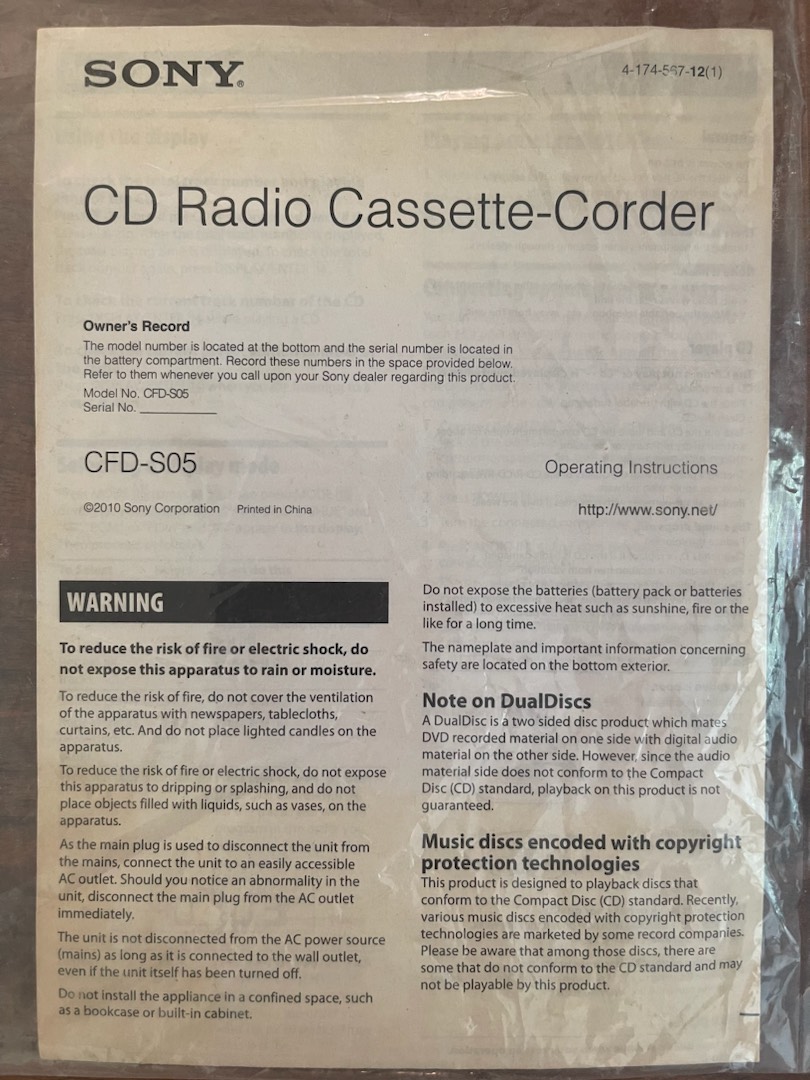 SONY®
4-174-567-12(1)
CD Radio Cassette-Corder
Owner's Record
The model number is located at the bottom and the serial number is located in
the battery compartment. Record these numbers in the space provided below.
Refer to them whenever you call upon your Sony dealer regarding this product.
Model No. CFD-S05
Serial No.
CFD-S05
Operating Instructions
©2010 Sony Corporation Printed in China
http://www.sony.net/
WARNING
To reduce the risk of fire or electric shock, do
not expose this apparatus to rain or moisture.
To reduce the risk of fire, do not cover the ventilation
of the apparatus with newspapers, tablecloths,
curtains, etc. And do not place lighted candles on the
apparatus.
To reduce the risk of fire or electric shock, do not expose
this apparatus to dripping or splashing, and do not
place objects filled with liquids, such as vases, on the
apparatus.
As the main plug is used to disconnect the unit from
the mains, connect the unit to an easily accessible
AC outlet. Should you notice an abnormality in the
unit, disconnect the main plug from the AC outlet
immediately.
The unit is not disconnected from the AC power source
(mains) as long as it is connected to the wall outlet,
even if the unit itself has been turned off.
Do not install the appliance in a confined space, such
as a bookcase or built-in cabinet.
Do not expose the batteries (battery pack or batteries
installed) to excessive heat such as sunshine, fire or the
like for a long time.
The nameplate and important information concerning
safety are located on the bottom exterior.
Note on DualDiscs
A DualDisc is a two sided disc product which mates
DVD recorded material on one side with digital audio
material on the other side. However, since the audio
material side does not conform to the Compact
Disc (CD) standard, playback on this product is not
guaranteed.
Music discs encoded with copyright
protection technologies
This product is designed to playback discs that
conform to the Compact Disc (CD) standard. Recently,
various music discs encoded with copyright protection
technologies are marketed by some record companies.
Please be aware that among those discs, there are
some that do not conform to the CD standard and may
not be playable by this product.